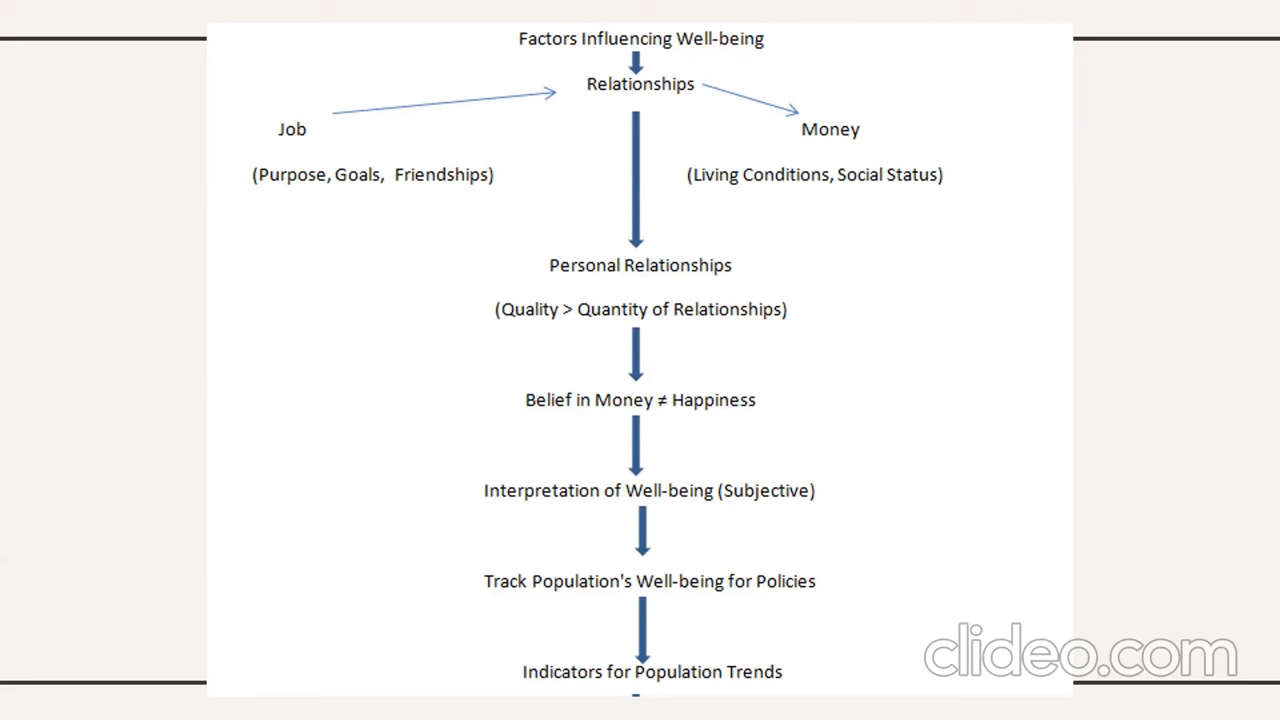 Factors Influencing Well-being
Relationships
Job
Money
(Purpose, Goals, Friendships)
(Living Conditions, Social Status)
Personal Relationships
(Quality > Quantity of Relationships)
Belief in Money ≠ Happiness
Interpretation of Well-being (Subjective)
Track Population's Well-being for Policies
Indicators for Population Trends
clideo.com